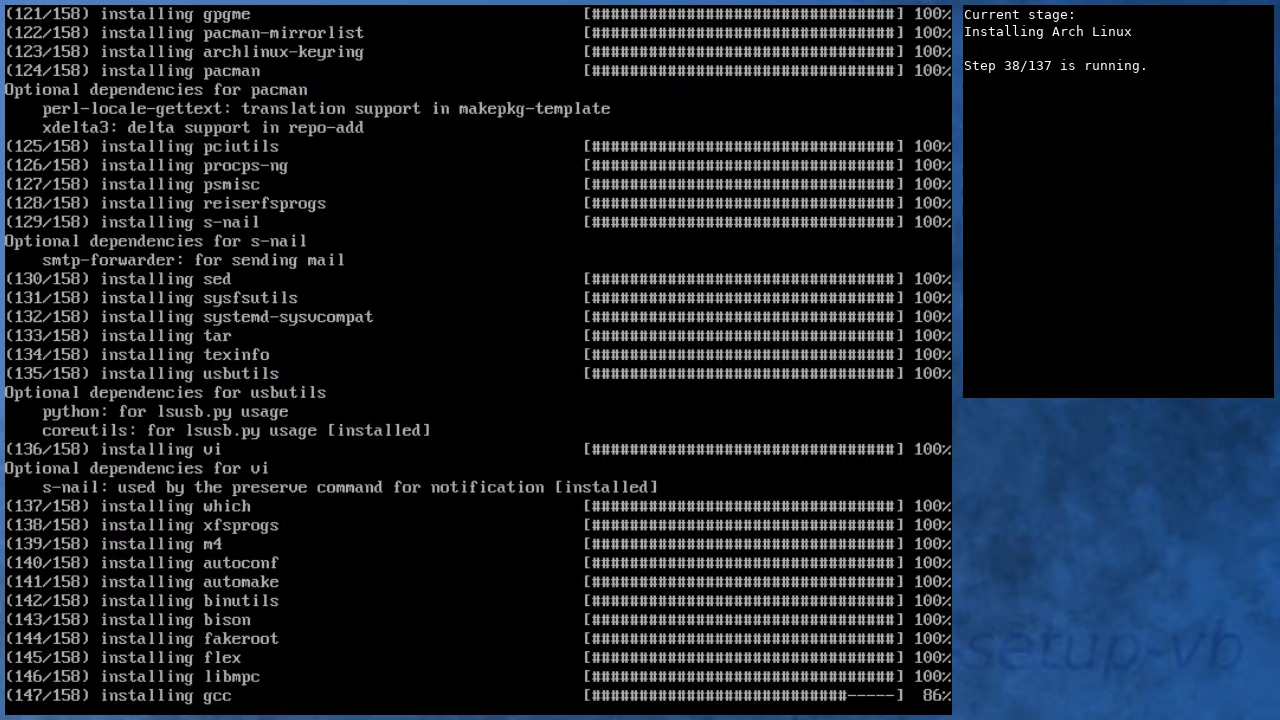 (121/158) installing gpgme [################################] 100%
(122/158) installing pacman-mirrorlist [################################] 100%
(123/158) installing archlinux-keyring [################################] 100%
(124/158) installing pacman [################################] 100%
Optional dependencies for pacman
    perl-locale-gettext: translation support in makepkg-template
    xdelta3: delta support in repo-add
(125/158) installing pciutils [################################] 100%
(126/158) installing procps-ng [################################] 100%
(127/158) installing psmisc [################################] 100%
(128/158) installing reiserfsprogs [################################] 100%
(129/158) installing s-nail [################################] 100%
Optional dependencies for s-nail
    smtp-forwarder: for sending mail
(130/158) installing sed [################################] 100%
(131/158) installing sysfsutils [################################] 100%
(132/158) installing systemd-sysvcompat [################################] 100%
(133/158) installing tar [################################] 100%
(134/158) installing texinfo [################################] 100%
(135/158) installing usbutils [################################] 100%
Optional dependencies for usbutils
    python: for lsusb.py usage
    coreutils: for lsusb.py usage [installed]
(136/158) installing vi [################################] 100%
Optional dependencies for vi
    s-nail: used by the preserve command for notification [installed]
(137/158) installing which [################################] 100%
(138/158) installing xfsprogs [################################] 100%
(139/158) installing m4 [################################] 100%
(140/158) installing autoconf [################################] 100%
(141/158) installing automake [################################] 100%
(142/158) installing binutils [################################] 100%
(143/158) installing bison [################################] 100%
(144/158) installing fakeroot [################################] 100%
(145/158) installing flex [################################] 100%
(146/158) installing libmpc [################################] 100%
(147/158) installing gcc [###########################-----] 86%
Current stage:
Installing Arch Linux
Step 38/137 is running.
setup-vb